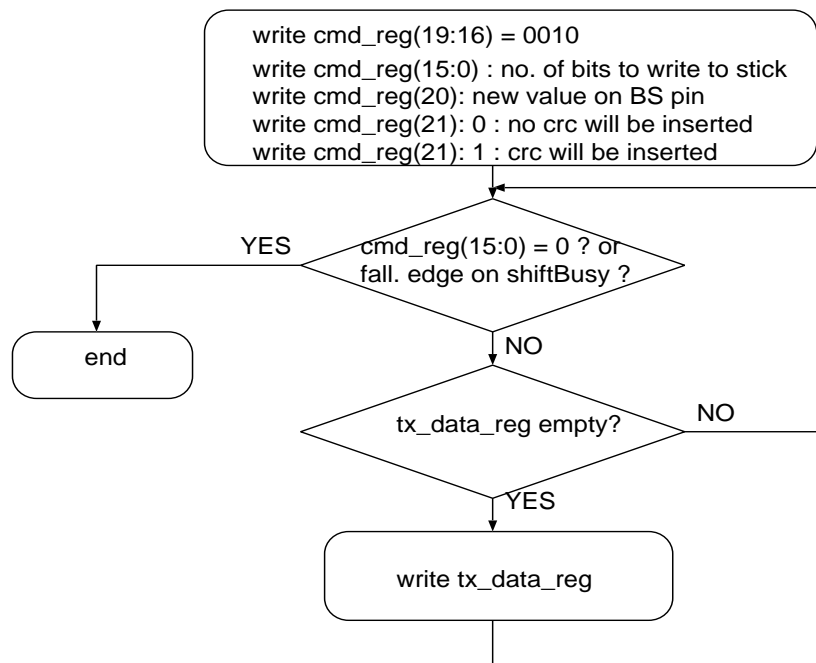 write cmd_reg(19:16) = 0010
write cmd_reg(15:0) : no. of bits to write to stick
write cmd_reg(20): new value on BS pin
write cmd_reg(21): 0 : no crc will be inserted
write cmd_reg(21): 1 : crc will be inserted
YES
cmd_reg(15:0) = 0 ? or
fall. edge on shiftBusy ?
end
NO
tx_data_reg empty?
NO
YES
write tx_data_reg